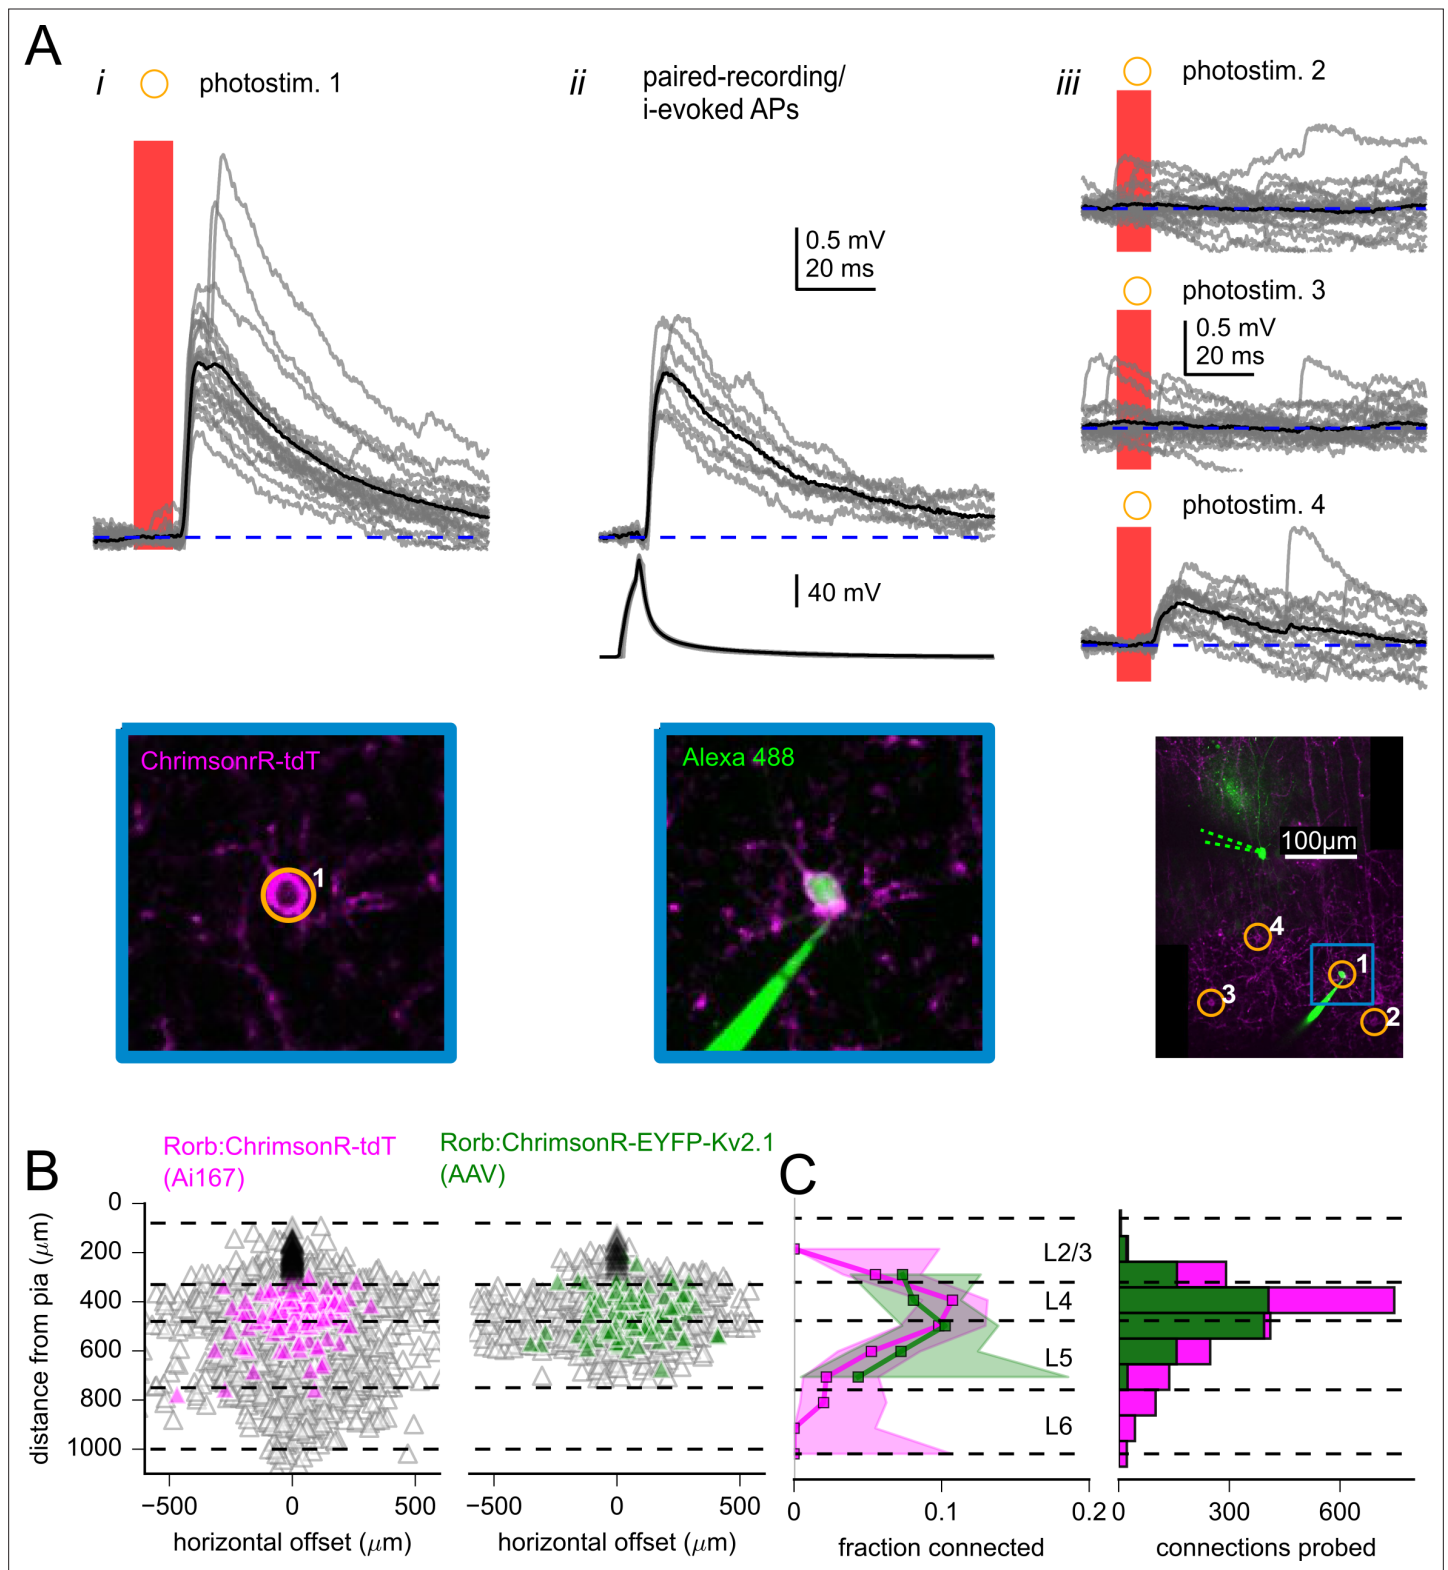 A
i
photostim. 1
ii
paired-recording/
i-evoked APs
iii
photostim. 2
0.5 mV
20 ms
photostim. 3
0.5 mV
20 ms
photostim. 4
40 mV
ChrimsonrR-tdT
1
Alexa 488
100μm
4
1
3
2
B
Rorb:ChrimsonR-tdT
(Ai167)
Rorb:ChrimsonR-EYFP-Kv2.1
(AAV)
C
distance from pia (μm)
0
200
400
600
800
1000
−500
0
500
horizontal offset (μm)
−500
0
500
horizontal offset (μm)
L2/3
L4
L5
L6
0
0.1
0.2
fraction connected
0
300
600
connections probed